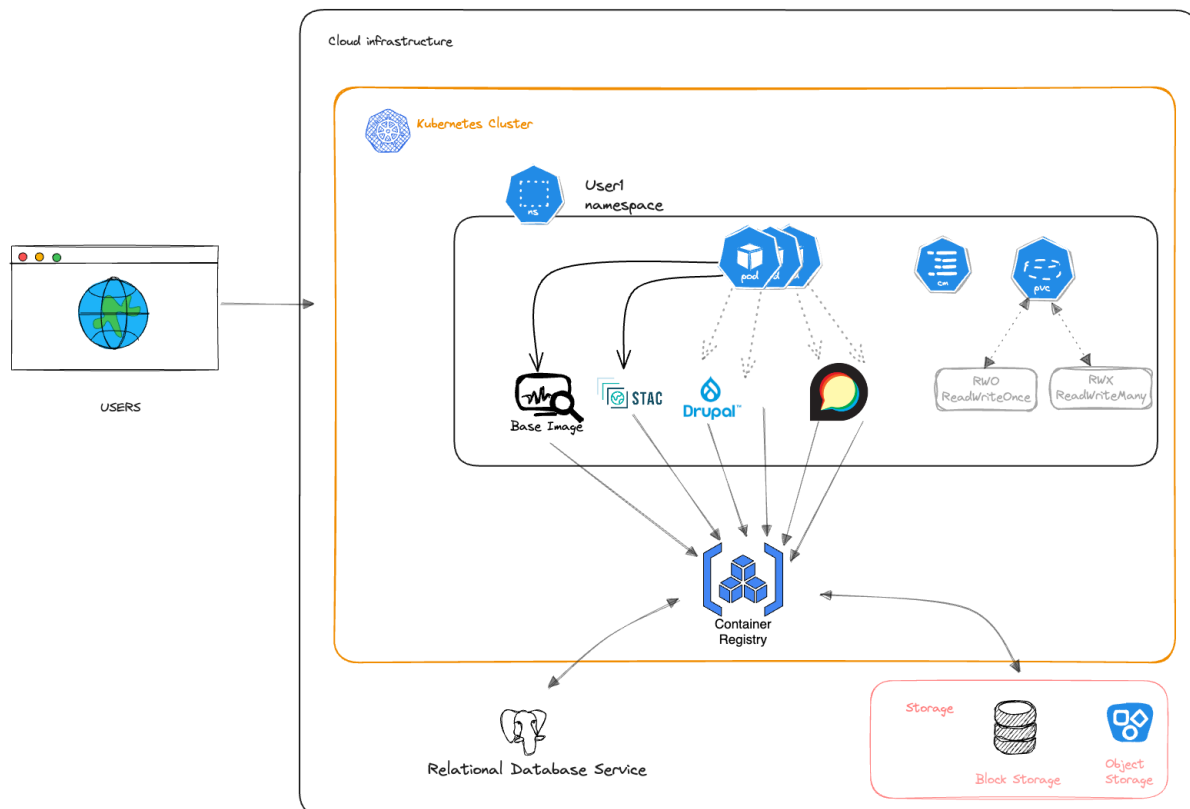 Cloud infrastructure
Kubernetes Cluster
User1
namespace
ns
pod
d
cm
pvc
RWO
ReadWriteOnce
RWX
ReadWriteMany
Base Image
STAC
Drupal™
USERS
Container
Registry
Relational Database Service
Storage
Block Storage
Object
Storage